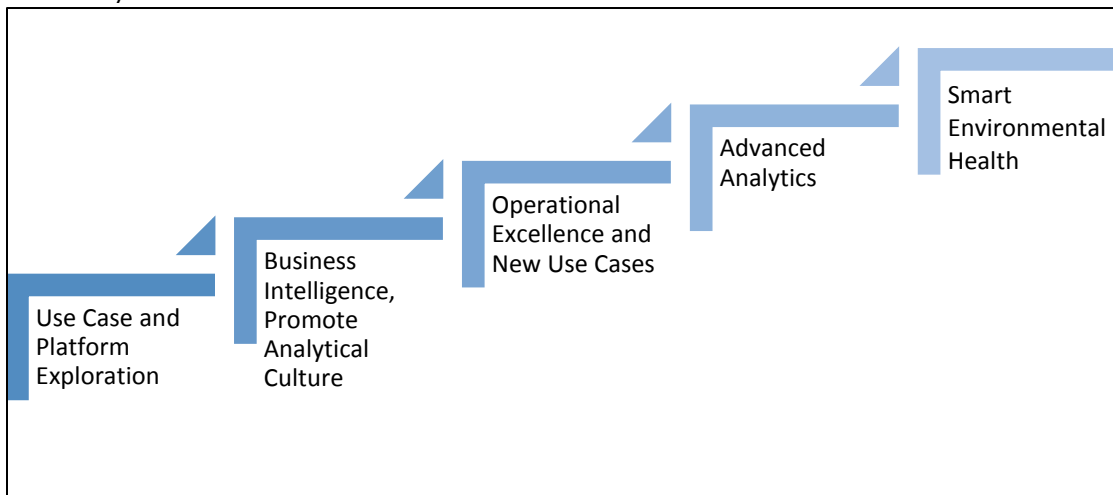 Use Case and
Platform
Exploration
Business
Intelligence,
Promote
Analytical
Culture
Operational
Excellence and
New Use Cases
Advanced
Analytics
Smart
Environmental
Health